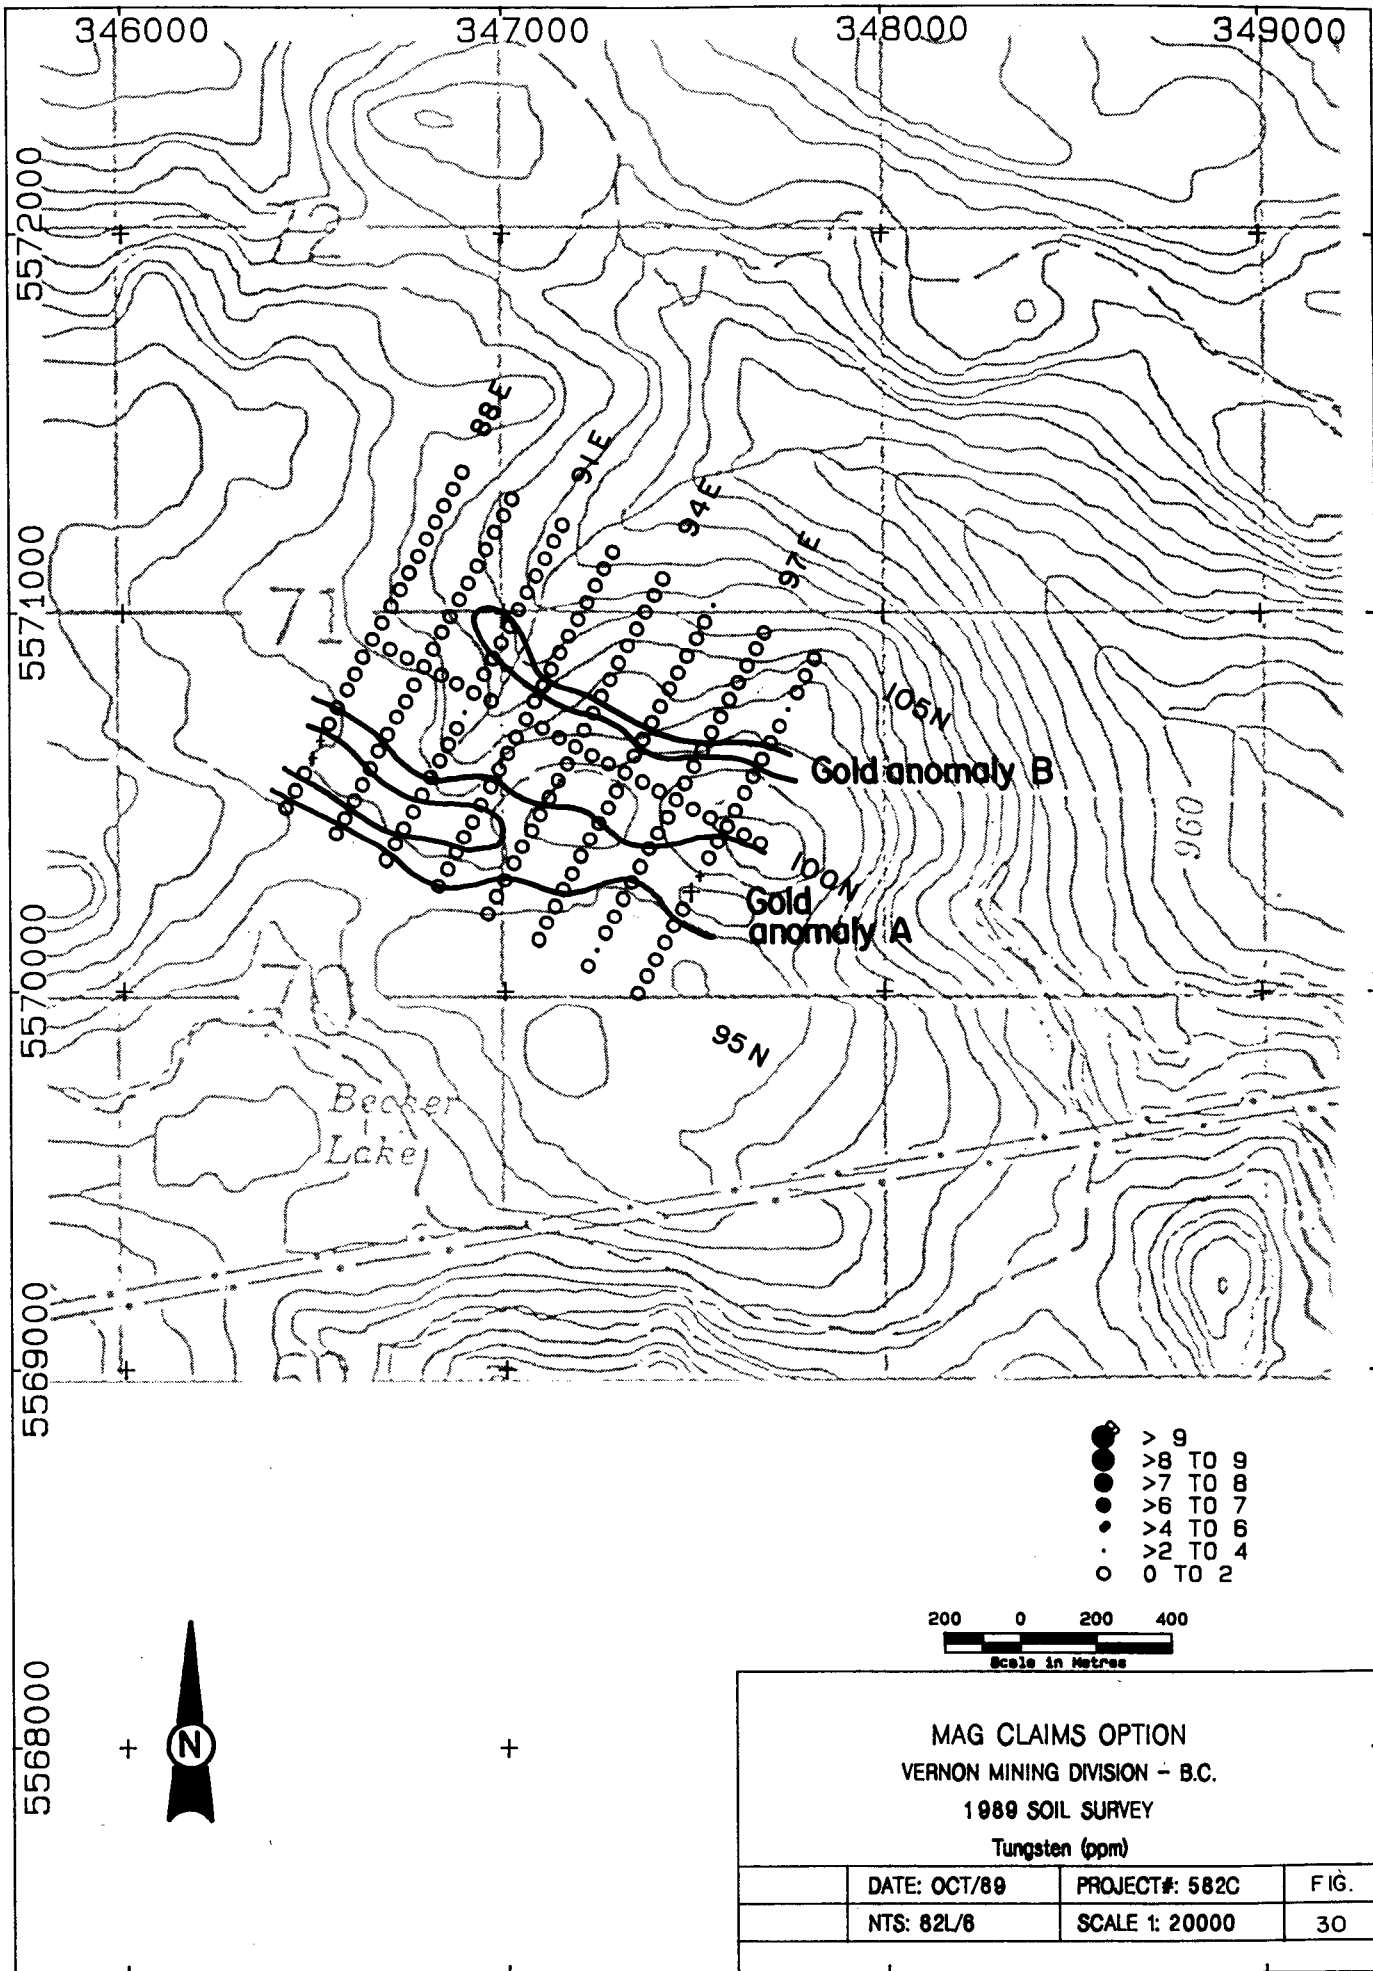 346000 347000 348000 349000
5572000
72
88E
91E
94E
97E
5571000
71
105N
Gold anomaly B
960
100N
Gold
anomaly A
5570000
70
95N
Becker
Lake
5569000
> 9
>8 TO 9
>7 TO 8
>6 TO 7
>4 TO 6
>2 TO 4
0 TO 2
200 0 200 400
Scale in Metres
5568000
N
MAG CLAIMS OPTION
VERNON MINING DIVISION - B.C.
1989 SOIL SURVEY
Tungsten (ppm)
DATE: OCT/89 PROJECT#: 582C FIG.
NTS: 82L/6 SCALE 1: 20000 30